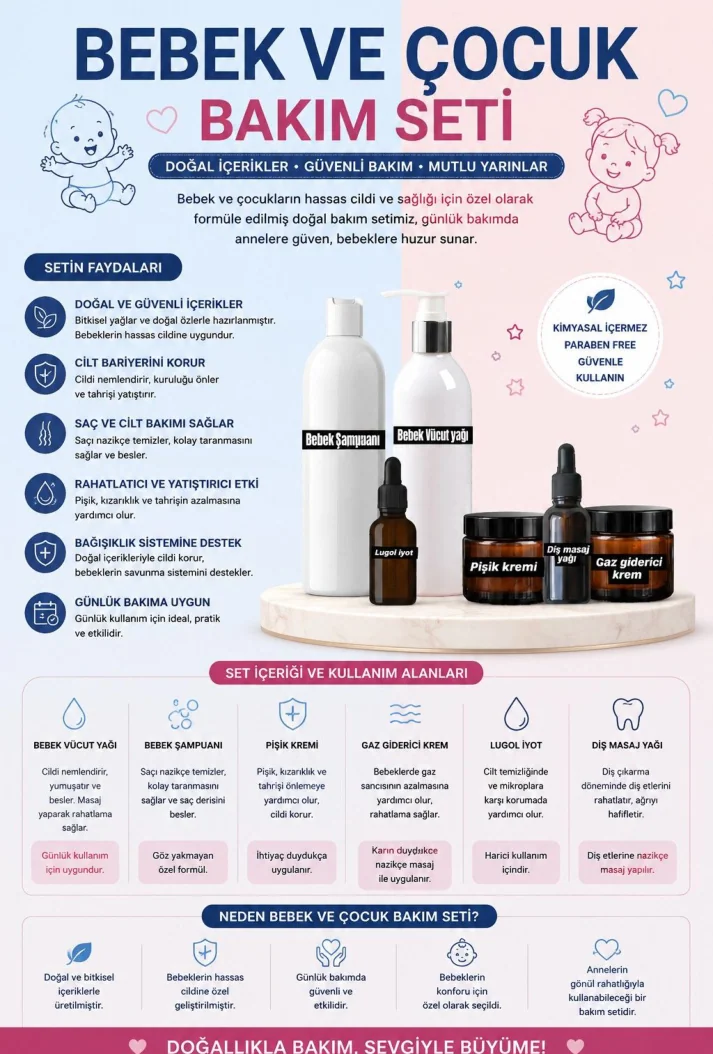 BEBEK VE ÇOCUK
BAKIM SETİ
DOĞAL İÇERİKLER • GÜVENLİ BAKIM • MUTLU YARINLAR
Bebek ve çocukların hassas cildi ve sağlığı için özel olarak
formüle edilmiş doğal bakım setimiz, günlük bakımda
annelere güven, bebeklere huzur sunar.
SETİN FAYDALARI
DOĞAL VE GÜVENLİ İÇERİKLER
Bitkisel yağlar ve doğal özlerle hazırlanmıştır.
Bebeklerin hassas cildine uygundur.
CİLT BARİYERİNİ KORUR
Cildi nemlendirir, kuruluğu önler
ve tahrişi yatıştırır.
SAÇ VE CİLT BAKIMI SAĞLAR
Saçı nazikçe temizler, kolay taranmasını
sağlar ve besler.
RAHATLATICI VE YATIŞTIRICI ETKİ
Pişik, kızarıklık ve tahrişin azalmasına
yardımcı olur.
BAĞIŞIKLIK SİSTEMİNE DESTEK
Doğal içerikleriyle cildi korur,
bebeklerin savunma sistemini destekler.
GÜNLÜK BAKIMA UYGUN
Günlük kullanım için ideal, pratik
ve etkilidir.
KİMYASAL İÇERMEZ
PARABEN FREE
GÜVENLE
KULLANIN
Bebek Şampuanı
Bebek Vücut yağı
Lugol iyot
Pişik kremi
Diş masaj
yağı
Gaz giderici
krem
SET İÇERİĞİ VE KULLANIM ALANLARI
BEBEK VÜCUT YAĞI
Cildi nemlendirir,
yumuşatır ve
besler. Masaj
yaparak rahatlama
sağlar.
Günlük kullanım
için uygundur.
BEBEK ŞAMPUANI
Saçı nazikçe temizler,
kolay taranmasını
sağlar ve saç derisini
besler.
Göz yakmayan
özel formül.
PİŞİK KREMİ
Pişik, kızarıklık ve
tahrişi önlemeye
yardımcı olur,
cildi korur.
İhtiyaç duydukça
uygulanır.
GAZ GİDERİCİ KREM
Bebeklerde gaz
sancısının azalmasına
yardımcı olur,
rahatlama sağlar.
Karın duydukce
nazikçe masaj
ile uygulanır.
LUGOL İYOT
Cilt temizliğinde
ve mikroplara
karşı korumada
yardımcı olur.
Harici kullanım
içindir.
DİŞ MASAJ YAĞI
Diş çıkarma
döneminde diş etlerini
rahatlatır, ağrıyı
hafifletir.
Diş etlerine nazikçe
masaj yapılır.
NEDEN BEBEK VE ÇOCUK BAKIM SETİ?
Doğal ve bitkisel
içeriklerle
üretilmiştir.
Bebeklerin hassas
cildine özel
geliştirilmiştir.
Günlük bakımda
güvenli ve
etkilidir.
Bebeklerin
konforu için
özel olarak seçildi.
Annelerin
gönül rahatlığıyla
kullanabileceği bir
bakım setidir.
DOĞALLIKLA BAKIM, SEVGİYLE BÜYÜME!